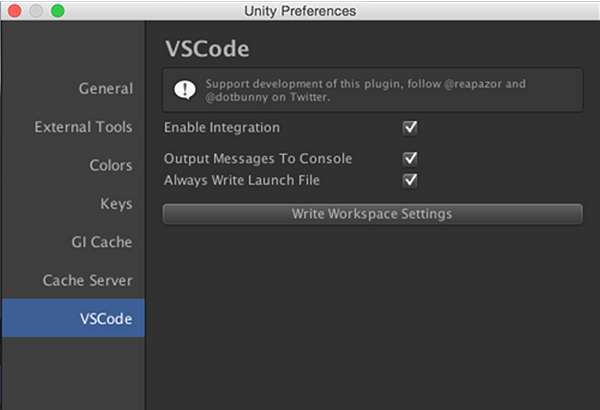 Unity Preferences
VSCode
Support development of this plugin, follow @reapazor and
@dotbunny on Twitter.
General
External Tools
Colors
Keys
GI Cache
Cache Server
VSCode
Enable Integration
Output Messages To Console
Always Write Launch File
Write Workspace Settings